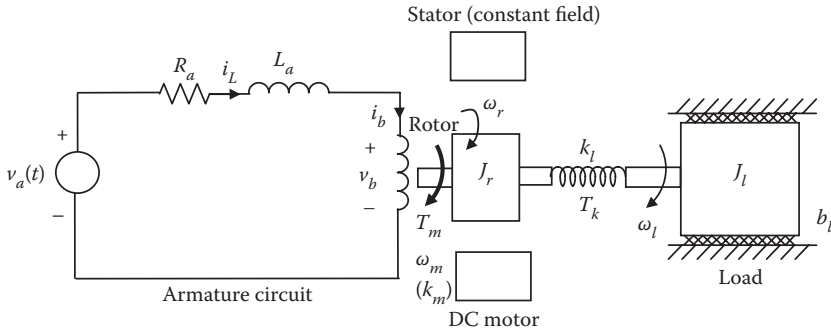 Stator (constant field)
R_a
i_L
L_a
i_b
ω_r
Rotor
+
v_a(t)
−
+
v_b
−
T_m
J_r
k_l
T_k
ω_l
J_l
b_l
ω_m
(k_m)
Load
Armature circuit
DC motor